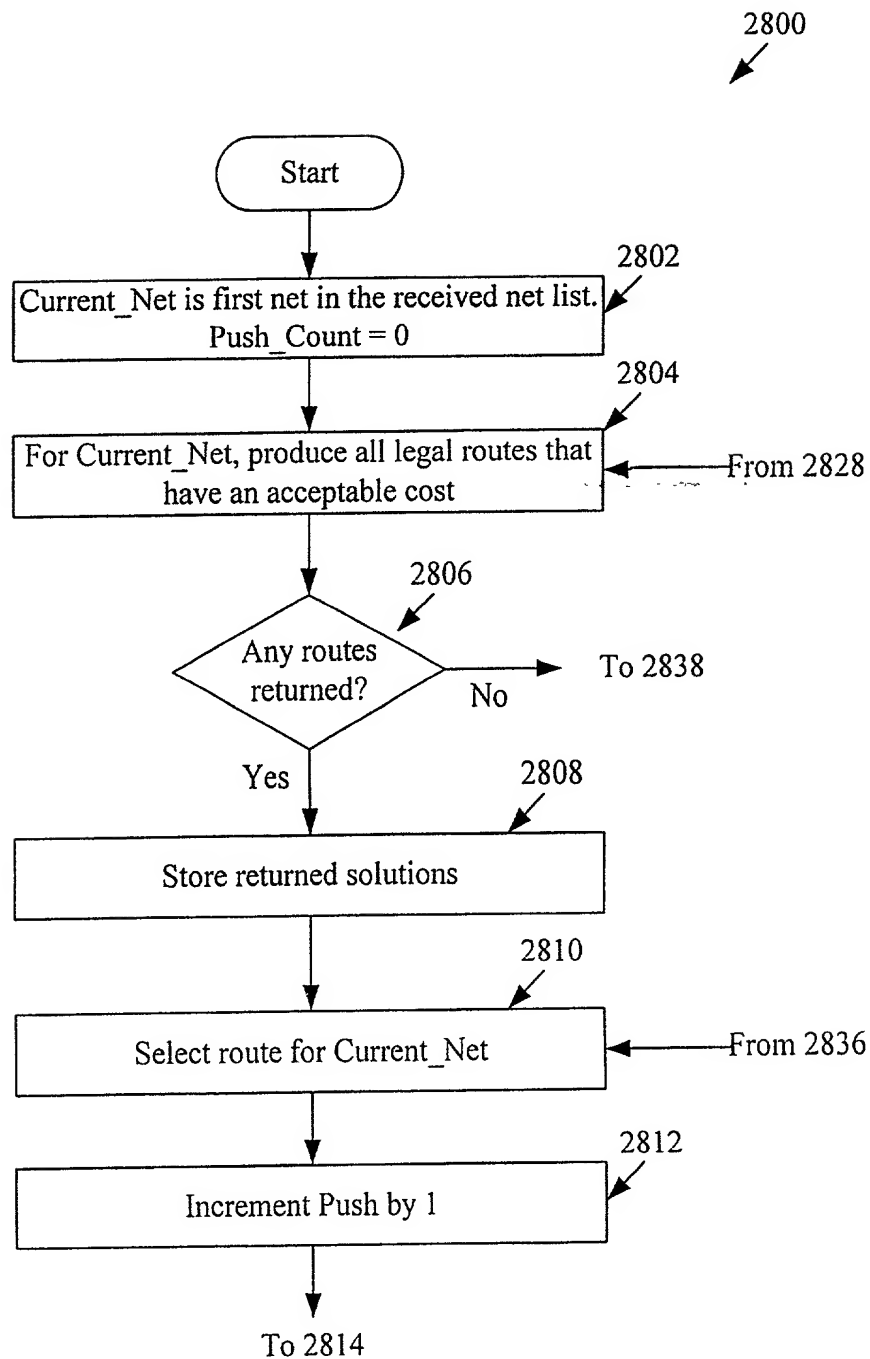 2800
Start
2802
Current_Net is first net in the received net list.
Push_Count = 0
2804
For Current_Net, produce all legal routes that
have an acceptable cost
From 2828
2806
Any routes
returned?
No
To 2838
Yes
2808
Store returned solutions
2810
Select route for Current_Net
From 2836
2812
Increment Push by 1
To 2814